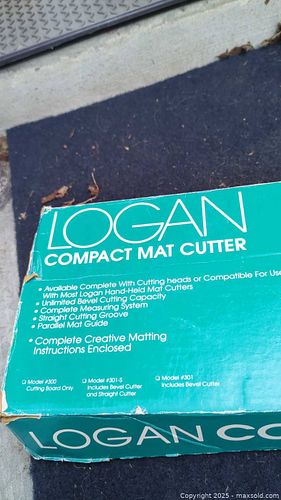 LOGAN
COMPACT MAT CUTTER
• Available Complete With Cutting heads or Compatible For Use
With Most Logan Hand-Held Mat Cutters
• Unlimited Bevel Cutting Capacity
• Complete Measuring System
• Straight Cutting Groove
• Parallel Mat Guide
• Complete Creative Matting
Instructions Enclosed
☐ Model #300
Cutting Board Only
☐ Model #301-S
Includes Bevel Cutter
and Straight Cutter
☐ Model #301
Includes Bevel Cutter
LOGAN CO
Copyright © 2025 - maxsold.com